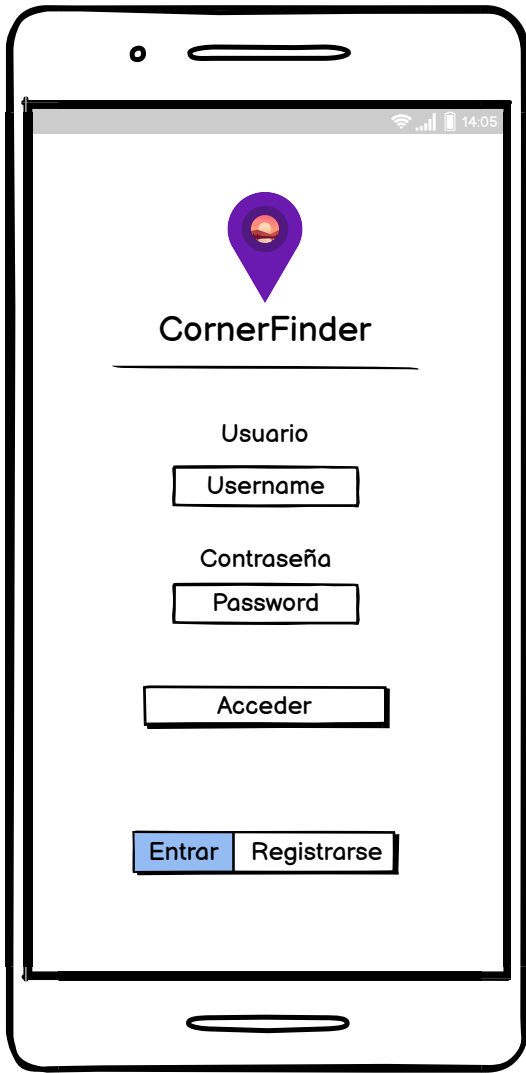 14:05
CornerFinder
Usuario
Username
Contraseña
Password
Acceder
Entrar Registrarse